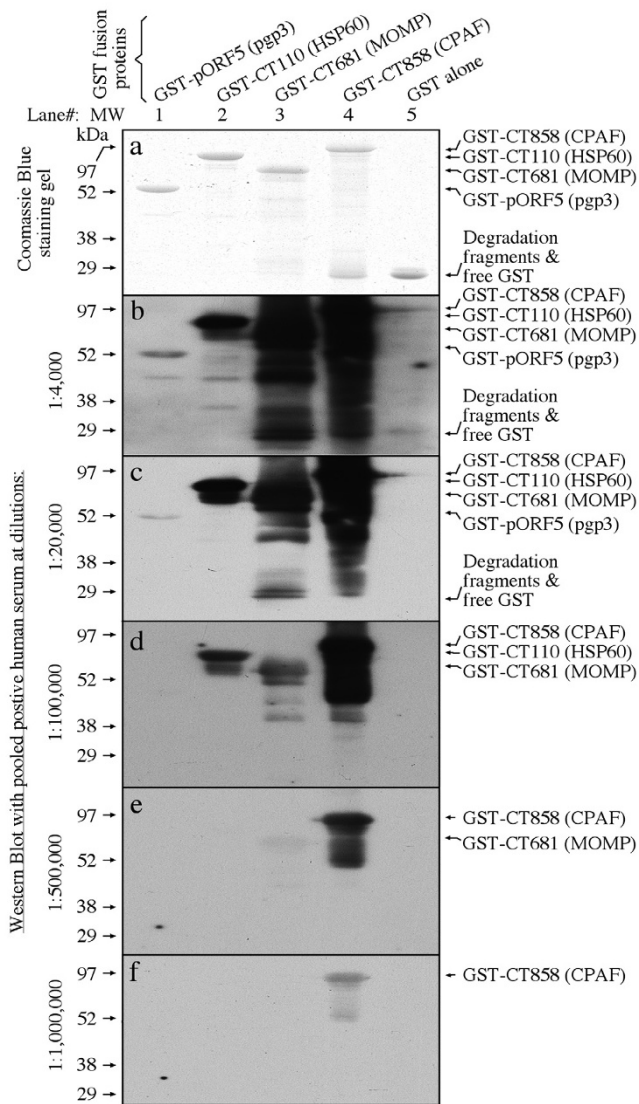 GST fusion
proteins
GST-pORF5 (pgp3)
GST-CT110 (HSP60)
GST-CT681 (MOMP)
GST-CT858 (CPAF)
GST alone
Lane#: MW 1 2 3 4 5
kDa
Coomassic Blue
staining gel
a
97
52
38
29
GST-CT858 (CPAF)
GST-CT110 (HSP60)
GST-CT681 (MOMP)
GST-pORF5 (pgp3)
Degradation
fragments &
free GST
Western Blot with pooled postive human serum at dilutions:
1:4,000
b
97
52
38
29
GST-CT858 (CPAF)
GST-CT110 (HSP60)
GST-CT681 (MOMP)
GST-pORF5 (pgp3)
Degradation
fragments &
free GST
1:20,000
c
97
52
38
29
GST-CT858 (CPAF)
GST-CT110 (HSP60)
GST-CT681 (MOMP)
GST-pORF5 (pgp3)
Degradation
fragments &
free GST
1:100,000
d
97
52
38
29
GST-CT858 (CPAF)
GST-CT110 (HSP60)
GST-CT681 (MOMP)
1:500,000
e
97
52
38
29
GST-CT858 (CPAF)
GST-CT681 (MOMP)
1:1,000,000
f
97
52
38
29
GST-CT858 (CPAF)